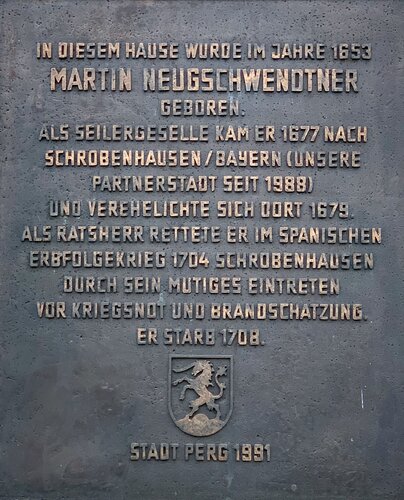 IN DIESEM HAUSE WURDE IM JAHRE 1653
MARTIN NEUGSCHWENDTNER
GEBOREN.
ALS SEILERGESELLE KAM ER 1677 NACH
SCHROBENHAUSEN/BAYERN (UNSERE
PARTNERSTADT SEIT 1988)
UND VEREHELICHTE SICH DORT 1679.
ALS RATSHERR RETTETE ER IM SPANISCHEN
ERBFOLGEKRIEG 1704 SCHROBENHAUSEN
DURCH SEIN MUTIGES EINTRETEN
VOR KRIEGSNOT UND BRANDSCHATZUNG.
ER STARB 1708.
STADT PERG 1991